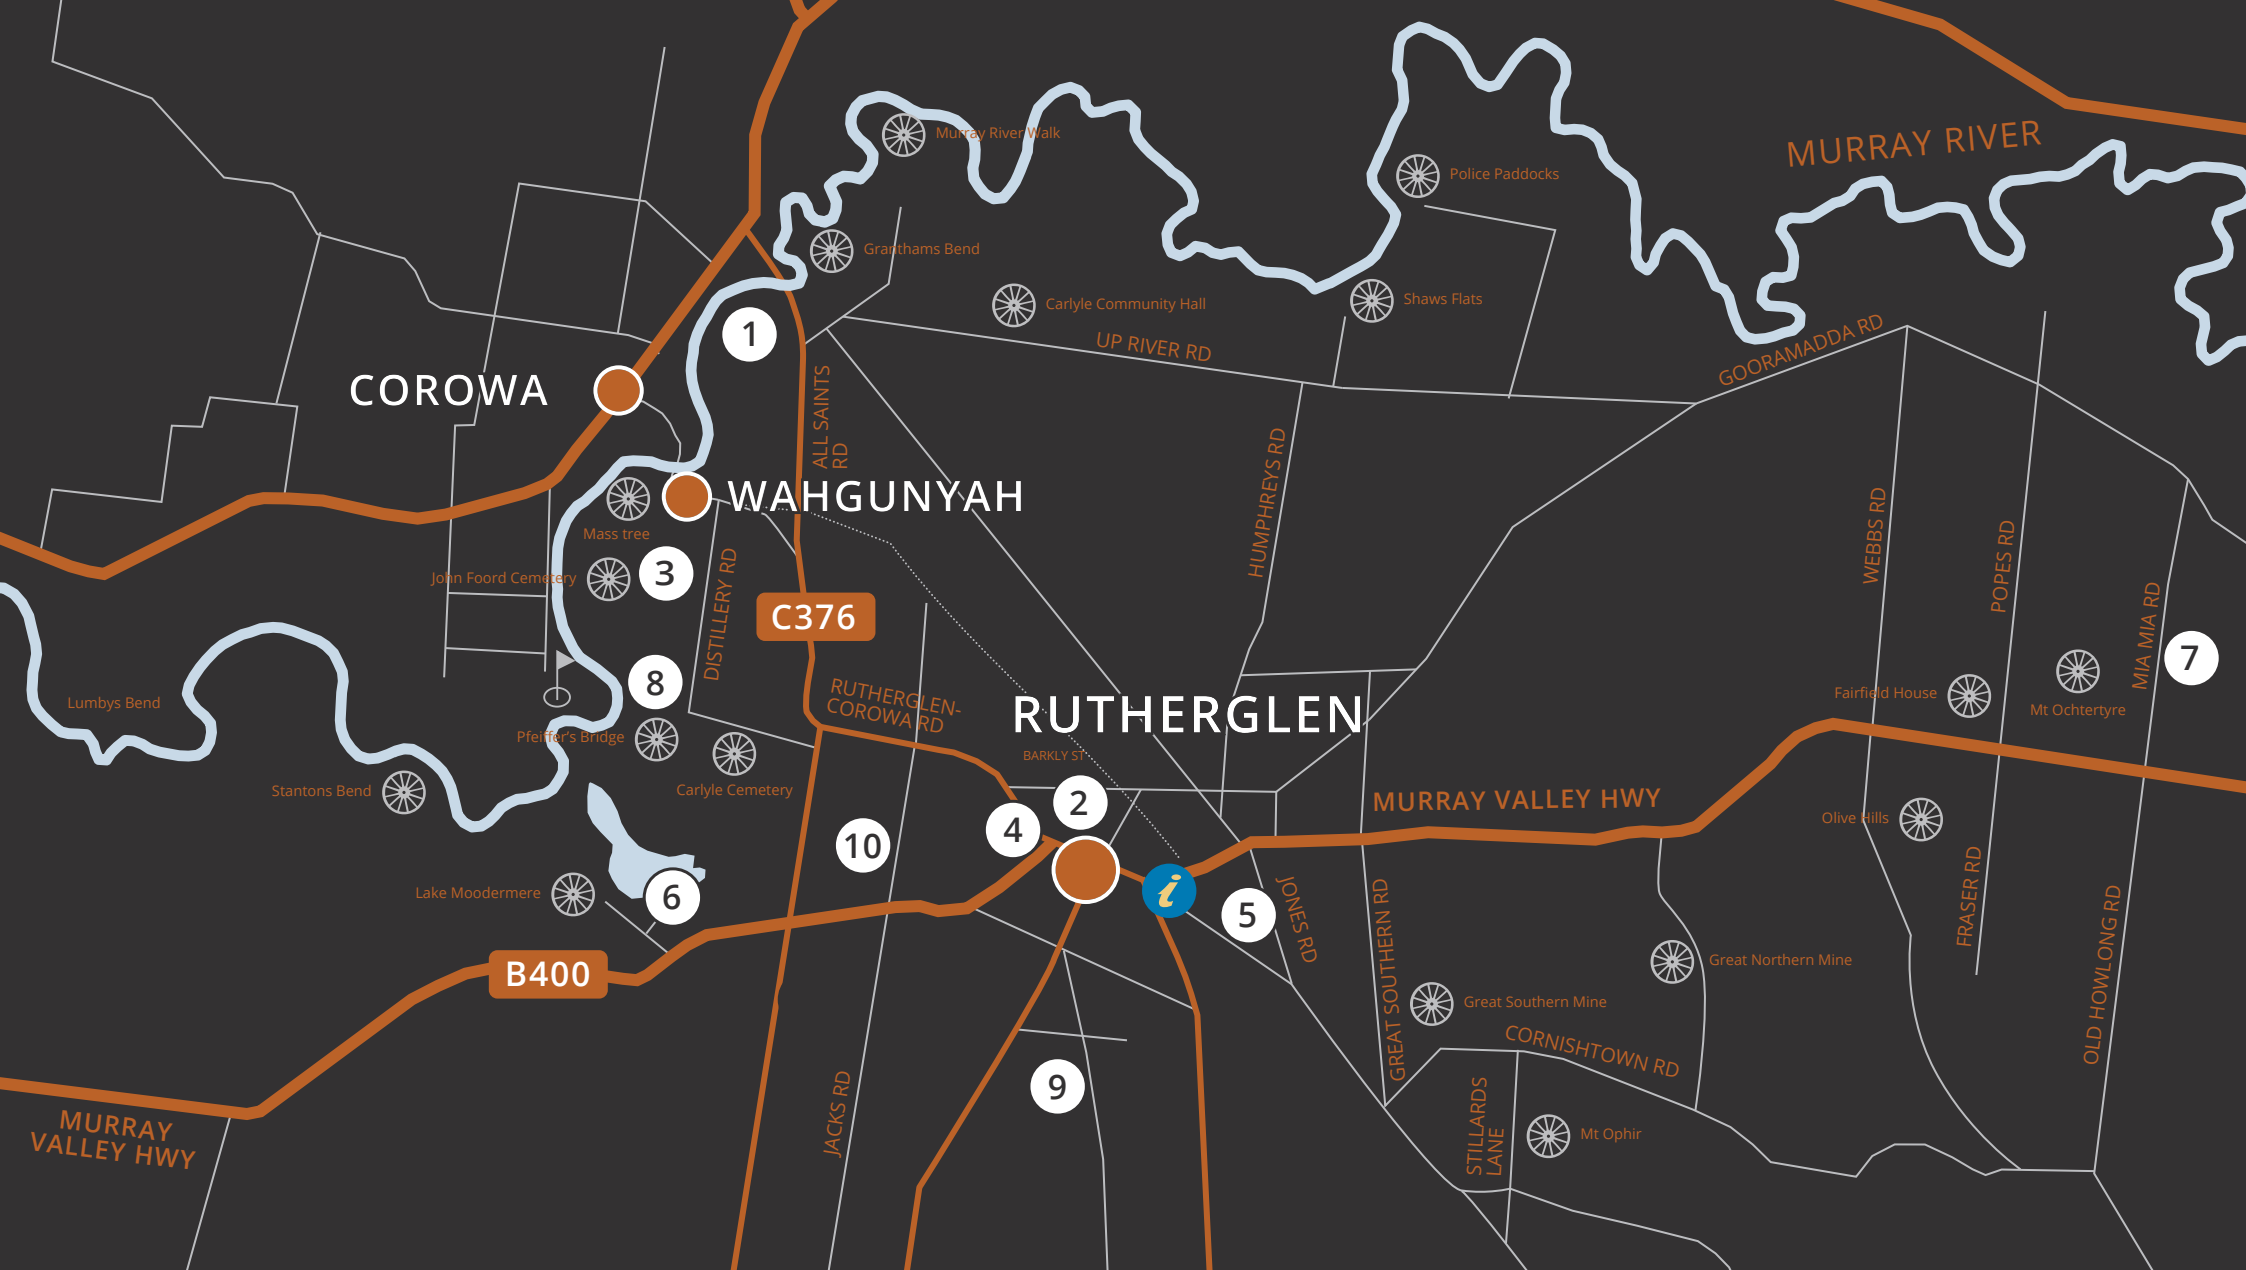 MURRAY RIVER
Murray River Walk
Police Paddocks
Granthams Bend
Carlyle Community Hall
Shaws Flats
1
UP RIVER RD
GOORAMADDA RD
COROWA
ALL SAINTS
RD
WAHGUNYAH
HUMPHREYS RD
WEBBS RD
POPES RD
Mass tree
John Foord Cemetery
3
DISTILLERY RD
C376
MIA MIA RD
7
8
Lumbys Bend
RUTHERGLEN-
COROWA RD
RUTHERGLEN
Fairfield House
Mt Ochtertyre
Pfeiffer's Bridge
BARKLY ST
Stantons Bend
Carlyle Cemetery
2
MURRAY VALLEY HWY
4
10
Olive Hills
Lake Moodermere
6
i
5
JONES RD
GREAT SOUTHERN RD
FRASER RD
OLD HOWLONG RD
B400
Great Northern Mine
Great Southern Mine
CORNISHTOWN RD
9
JACKS RD
MURRAY
VALLEY HWY
STILLARDS
LANE
Mt Ophir